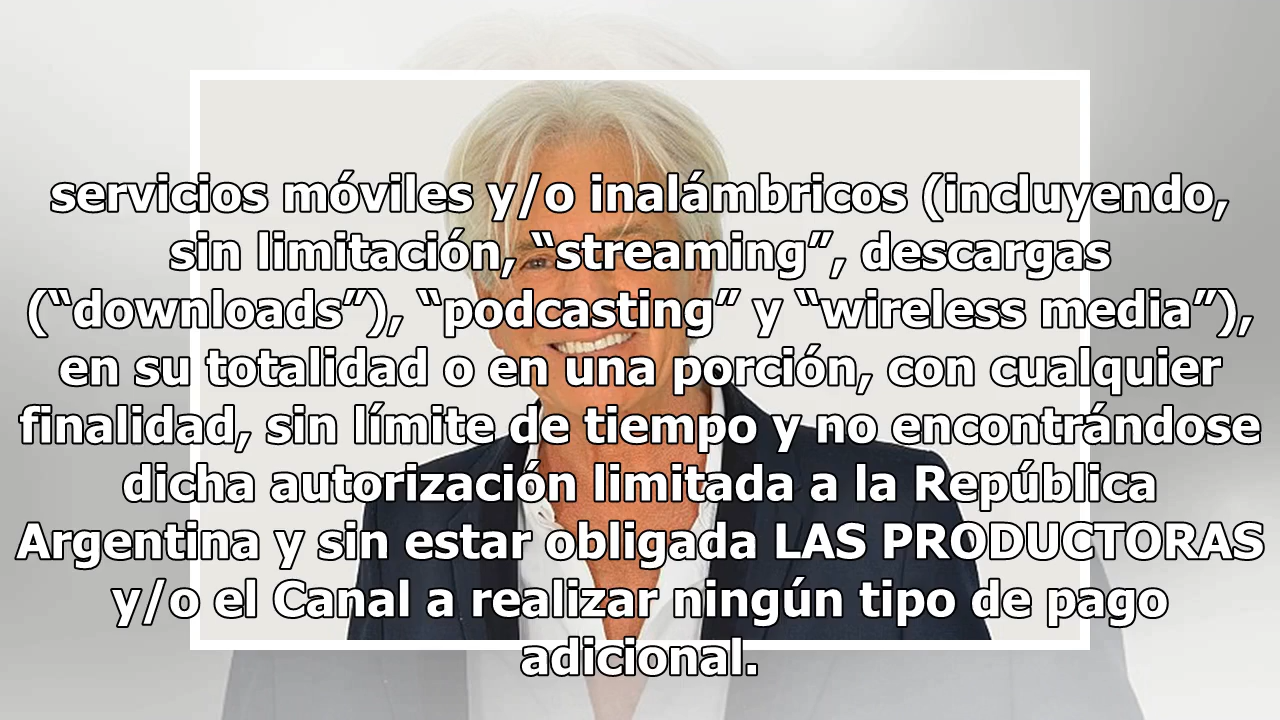 servicios móviles y/o inalámbricos (incluyendo,
sin limitación, “streaming”, descargas
(“downloads”), “podcasting” y “wireless media”),
en su totalidad o en una porción, con cualquier
finalidad, sin límite de tiempo y no encontrándose
dicha autorización limitada a la República
Argentina y sin estar obligada LAS PRODUCTORAS
y/o el Canal a realizar ningún tipo de pago
adicional.